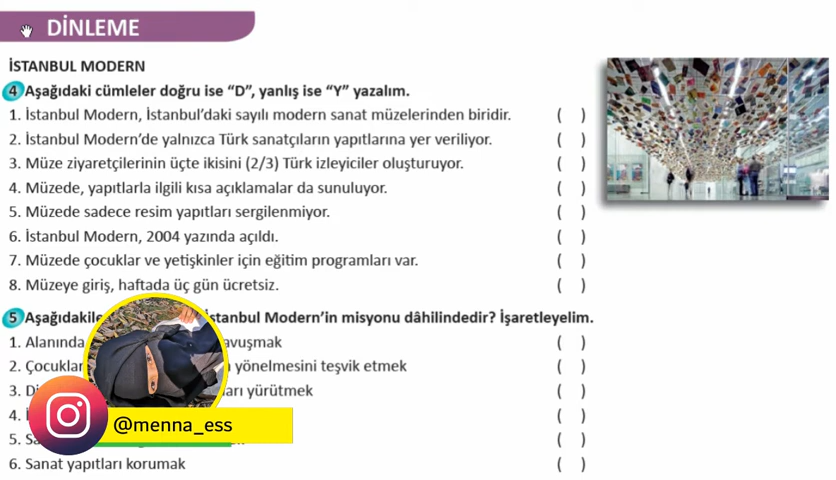 DİNLEME
İSTANBUL MODERN
4 Aşağıdaki cümleler doğru ise “D”, yanlış ise “Y” yazalım.
1. İstanbul Modern, İstanbul’daki sayılı modern sanat müzelerinden biridir. ( )
2. İstanbul Modern’de yalnızca Türk sanatçıların yapıtlarına yer veriliyor. ( )
3. Müze ziyaretçilerinin üçte ikisini (2/3) Türk izleyiciler oluşturuyor. ( )
4. Müzede, yapıtlarla ilgili kısa açıklamalar da sunuluyor. ( )
5. Müzede sadece resim yapıtları sergilenmiyor. ( )
6. İstanbul Modern, 2004 yazında açıldı. ( )
7. Müzede çocuklar ve yetişkinler için eğitim programları var. ( )
8. Müzeye giriş, haftada üç gün ücretsiz. ( )
5 İstanbul Modern’in misyonu dâhilindedir? İşaretleyelim.
1. Alanında ( )
2. yönelmesini teşvik etmek ( )
3. yürütmek ( )
4. ( )
5. ( )
6. Sanat yapıtları korumak ( )
@menna_ess